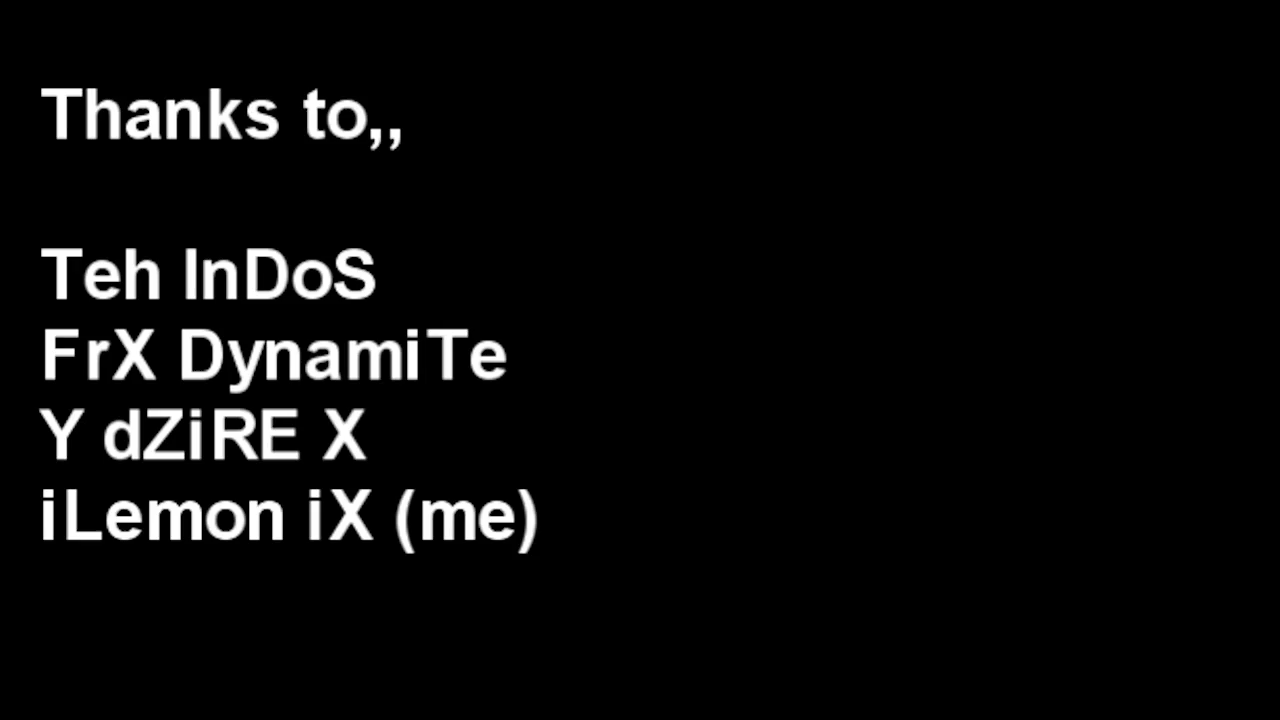 Thanks to,,
Teh InDoS
FrX DynamiTe
Y dZiRE X
iLemon iX (me)